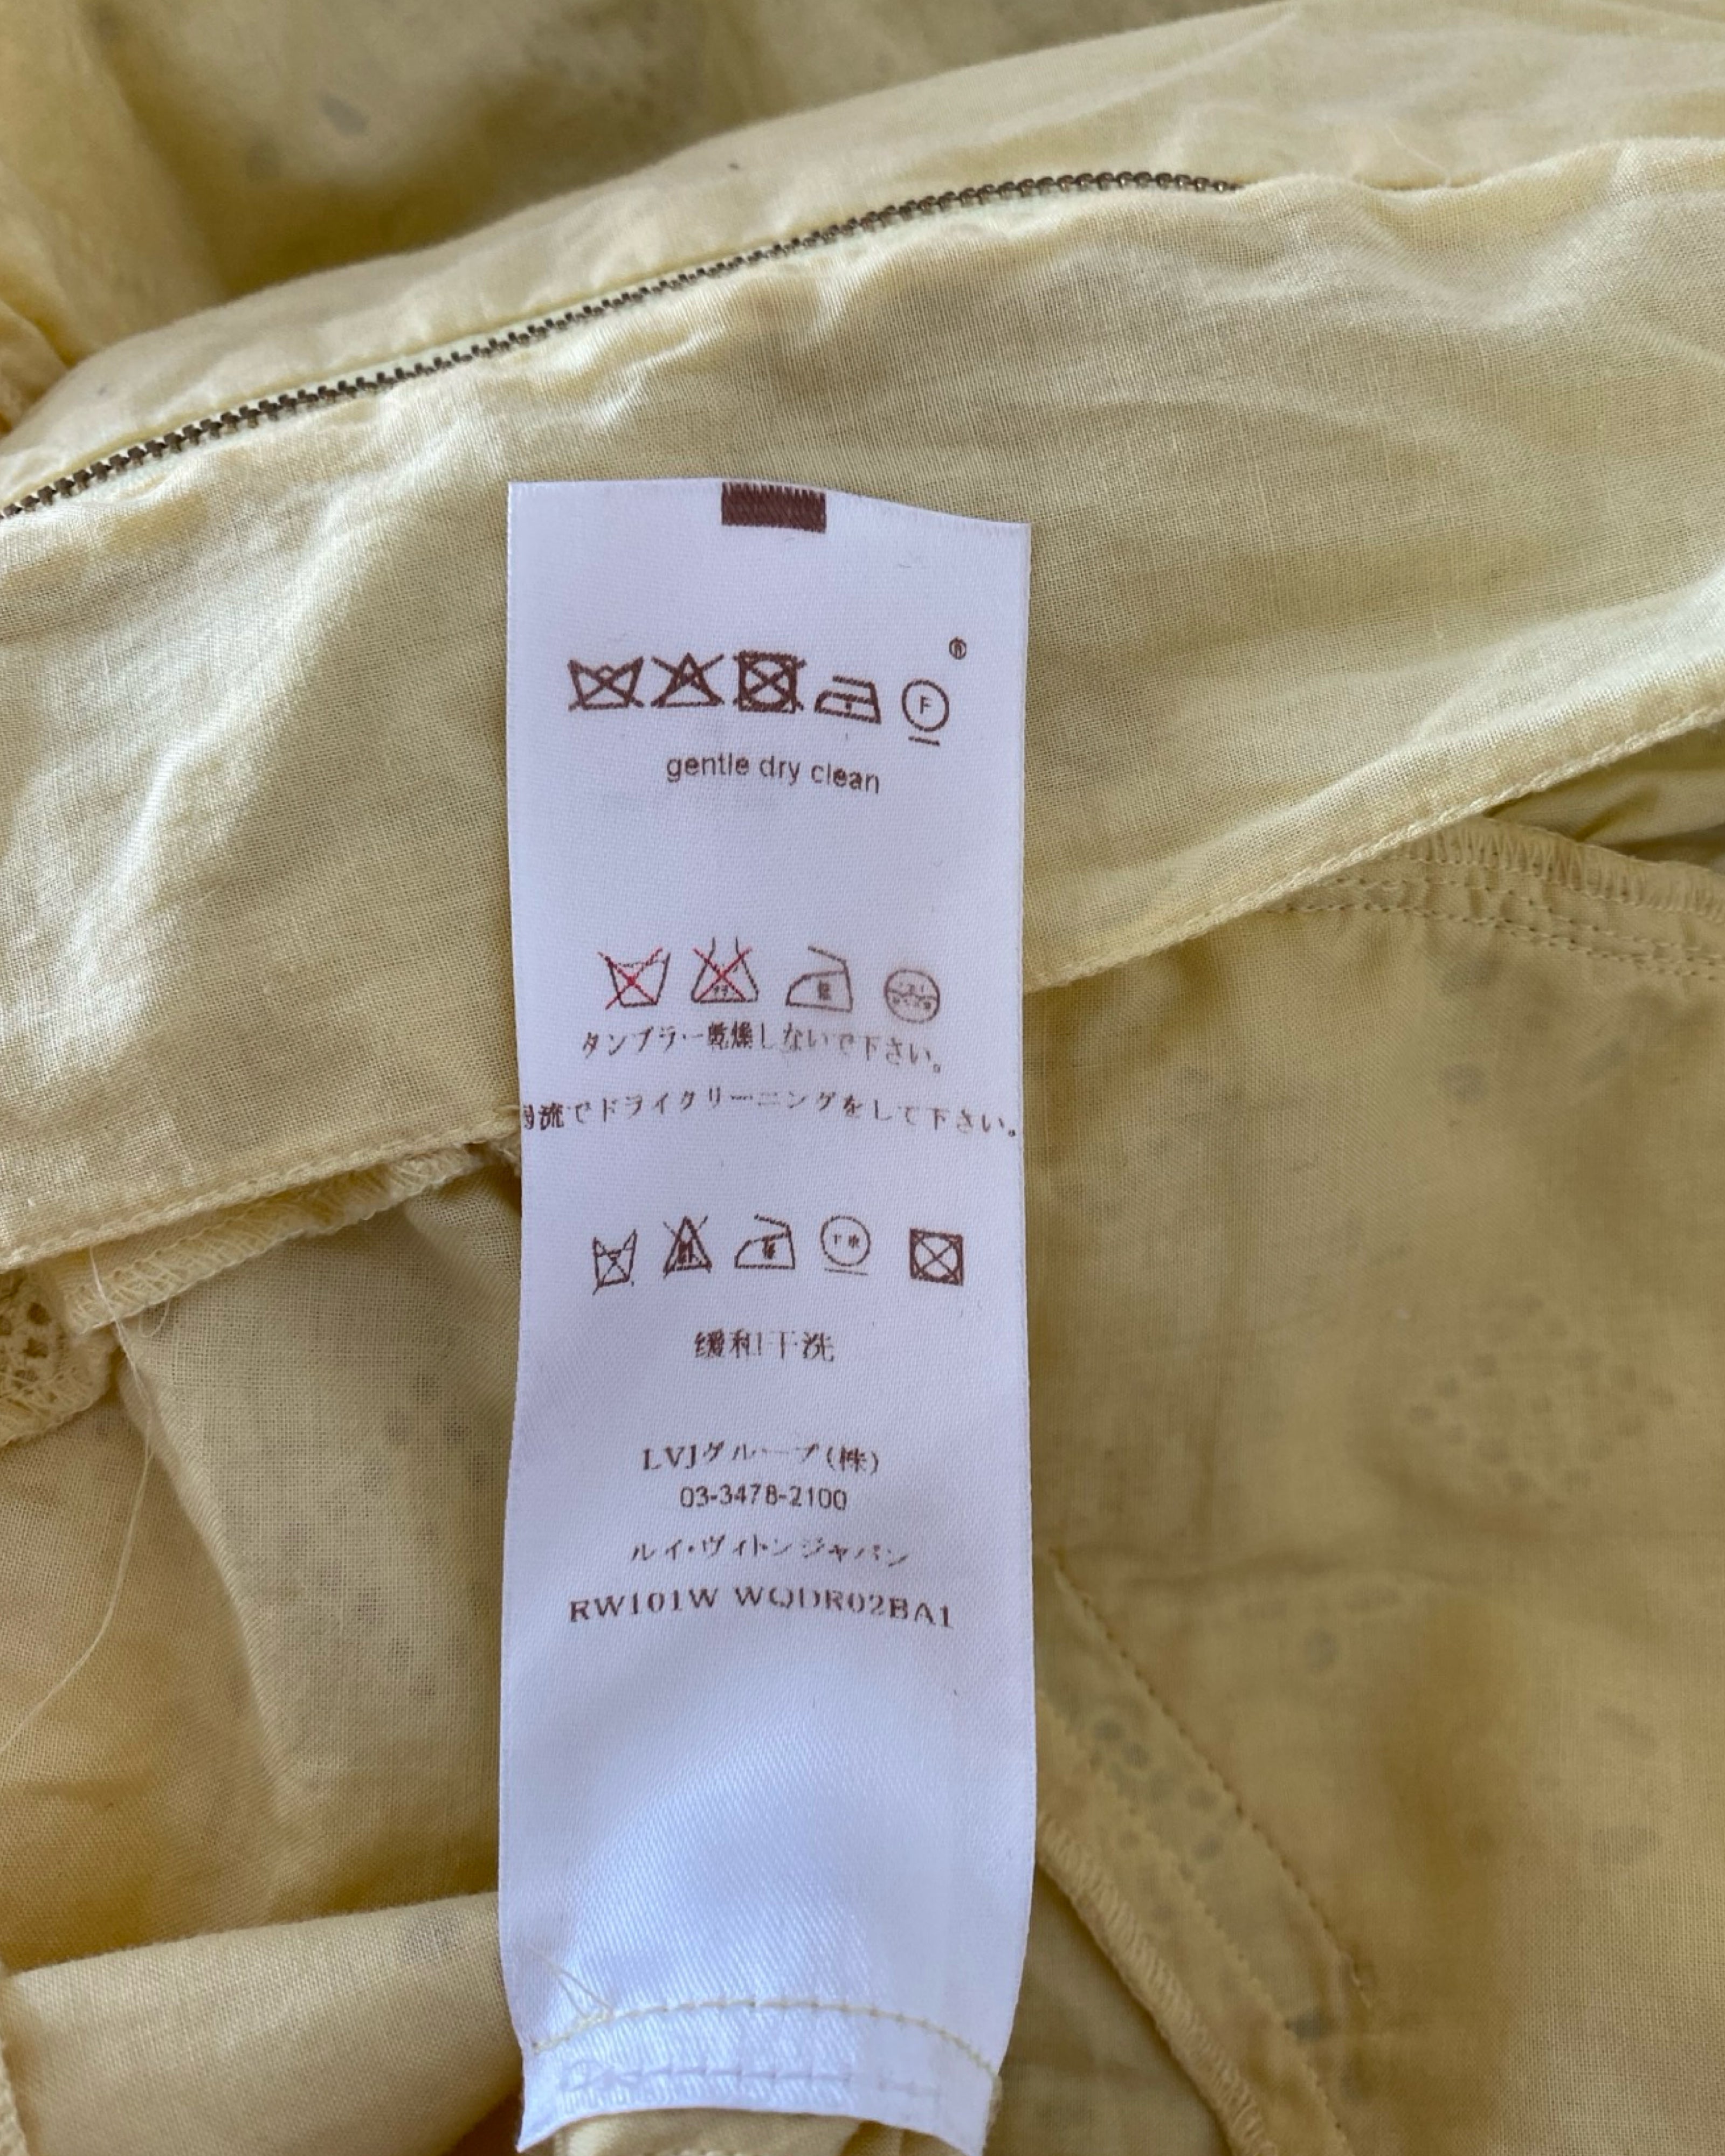 ®
F
gentle dry clean
タンブラー乾燥しないで下さい。
流でドライクリーニングをして下さい。
缓和干洗
LVJグループ(株)
03-3478-2100
ルイ・ヴィトンジャパン
RW101W WQDR02BA1